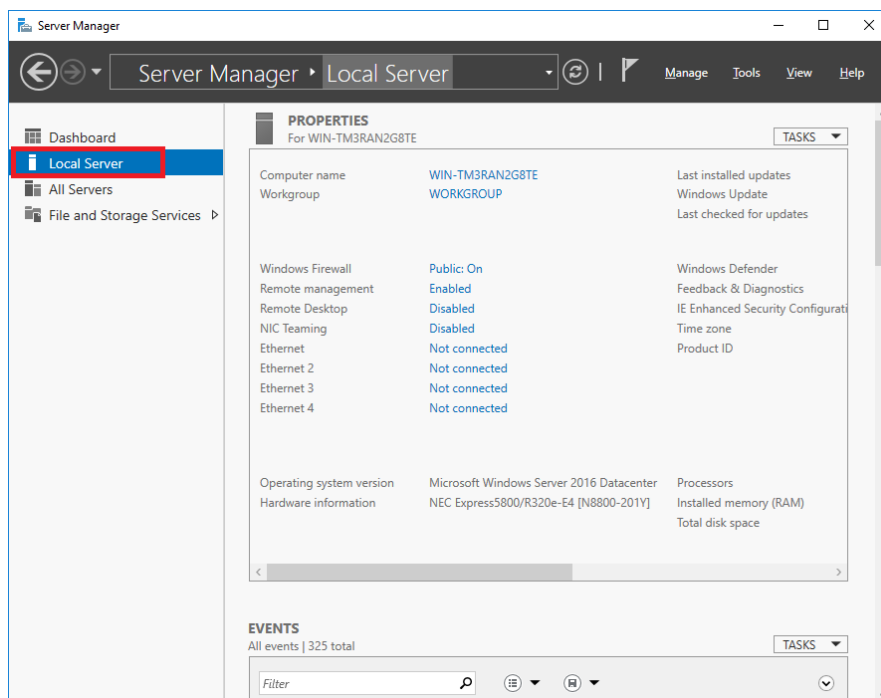 Server Manager
Server Manager ‣ Local Server
Manage Tools View Help
Dashboard
Local Server
All Servers
File and Storage Services
PROPERTIES
For WIN-TM3RAN2G8TE
TASKS
Computer name WIN-TM3RAN2G8TE Last installed updates
Workgroup WORKGROUP Windows Update
Last checked for updates
Windows Firewall Public: On Windows Defender
Remote management Enabled Feedback & Diagnostics
Remote Desktop Disabled IE Enhanced Security Configurati
NIC Teaming Disabled Time zone
Ethernet Not connected Product ID
Ethernet 2 Not connected
Ethernet 3 Not connected
Ethernet 4 Not connected
Operating system version Microsoft Windows Server 2016 Datacenter Processors
Hardware information NEC Express5800/R320e-E4 [N8800-201Y] Installed memory (RAM)
Total disk space
EVENTS
All events | 325 total
TASKS
Filter